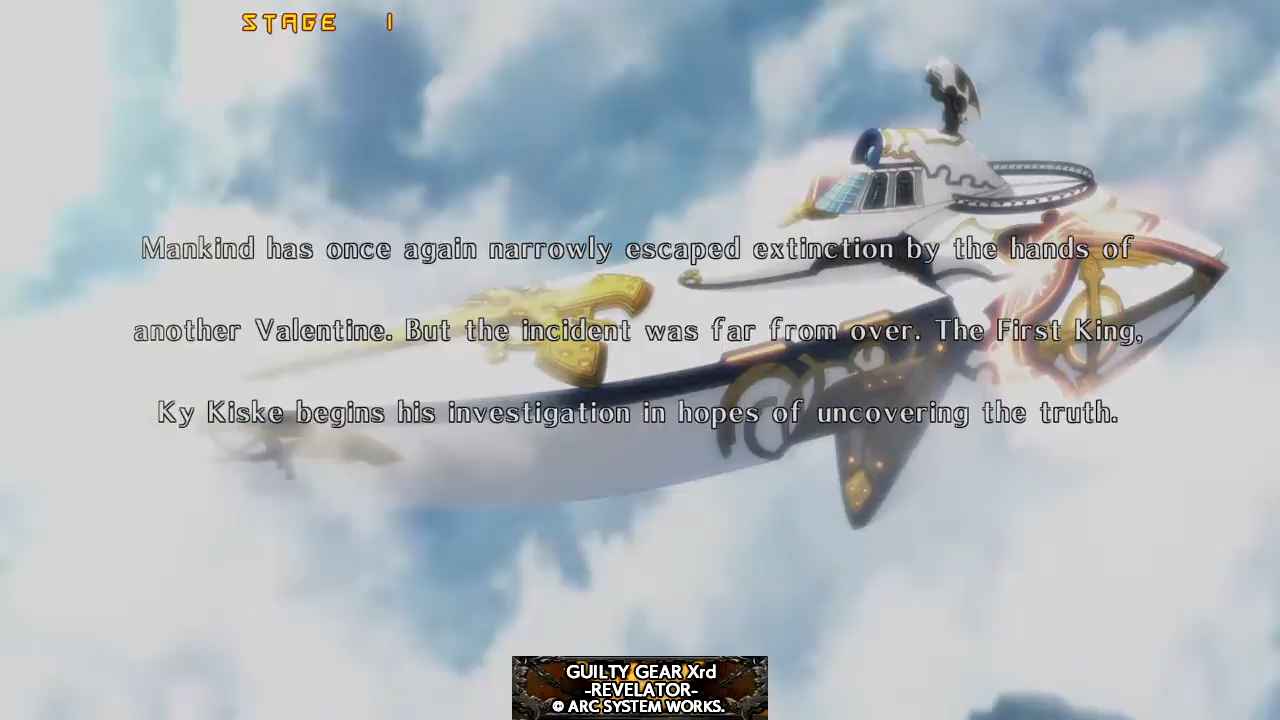 STAGE 1
Mankind has once again narrowly escaped extinction by the hands of
another Valentine. But the incident was far from over. The First King,
Ky Kiske begins his investigation in hopes of uncovering the truth.
GUILTY GEAR Xrd
-REVELATOR-
© ARC SYSTEM WORKS.